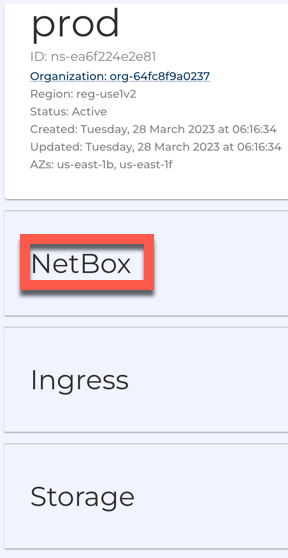 prod
ID: ns-ea6f224e2e81
Organization: org-64fc8f9a0237
Region: reg-use1v2
Status: Active
Created: Tuesday, 28 March 2023 at 06:16:34
Updated: Tuesday, 28 March 2023 at 06:16:34
AZs: us-east-1b, us-east-1f
NetBox
Ingress
Storage